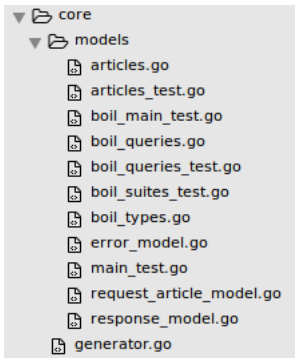 core
models
articles.go
articles_test.go
boil_main_test.go
boil_queries.go
boil_queries_test.go
boil_suites_test.go
boil_types.go
error_model.go
main_test.go
request_article_model.go
response_model.go
generator.go